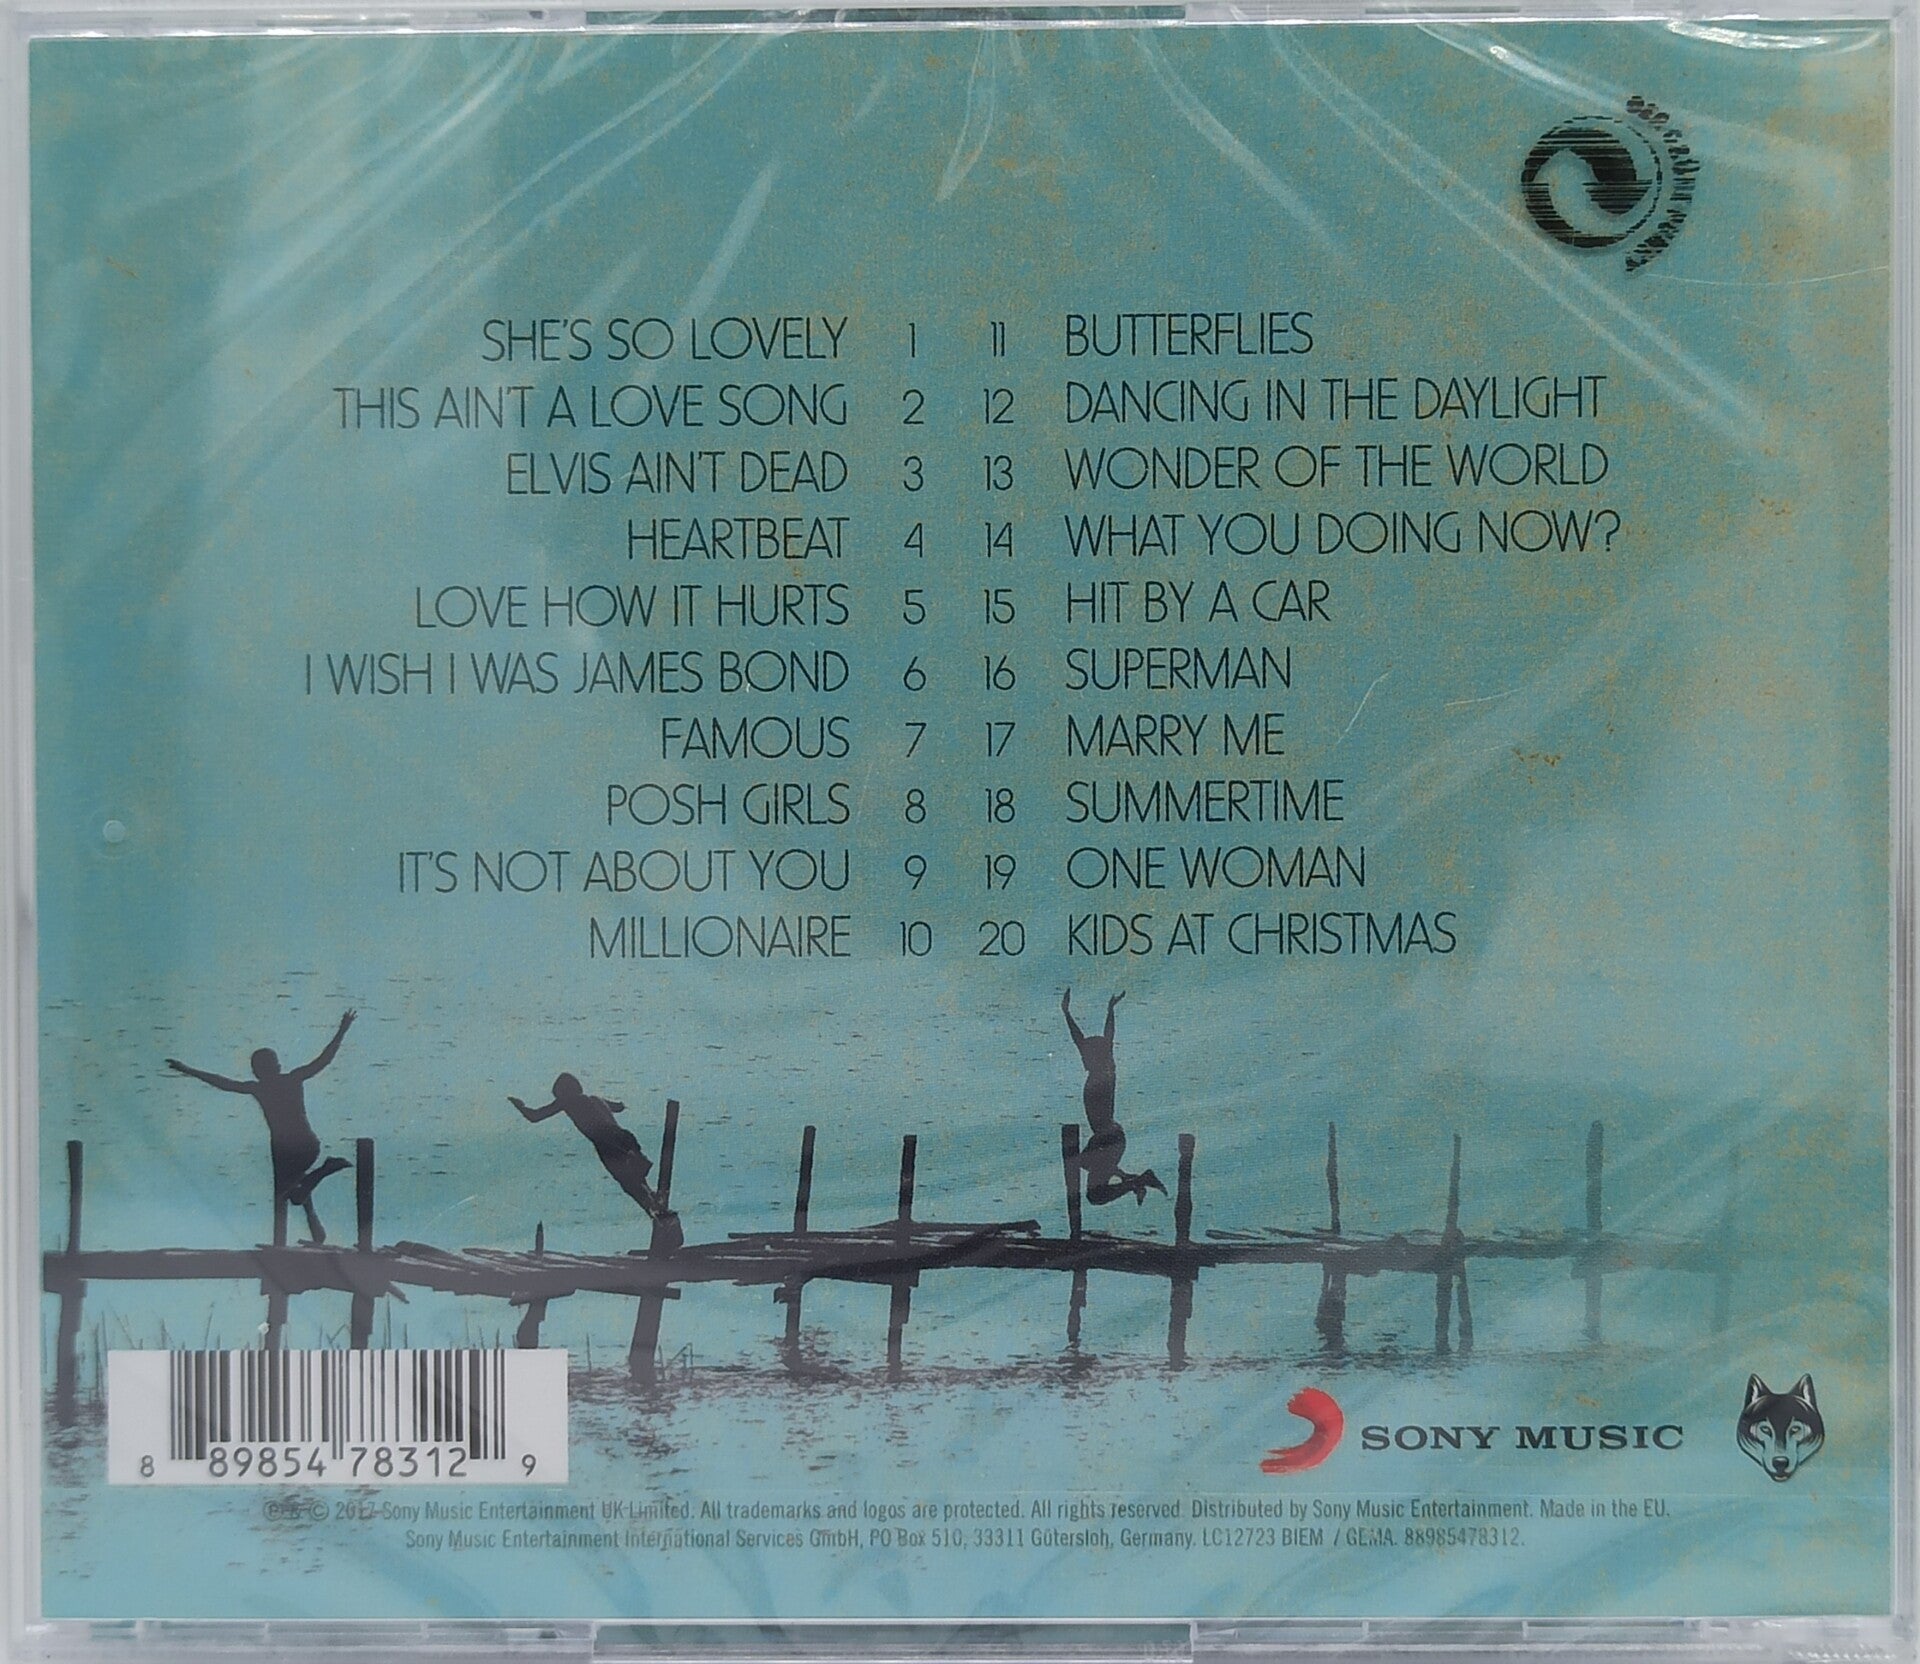 SHE'S SO LOVELY 1
THIS AIN'T A LOVE SONG 2
ELVIS AIN'T DEAD 3
HEARTBEAT 4
LOVE HOW IT HURTS 5
I WISH I WAS JAMES BOND 6
FAMOUS 7
POSH GIRLS 8
IT'S NOT ABOUT YOU 9
MILLIONAIRE 10
11 BUTTERFLIES
12 DANCING IN THE DAYLIGHT
13 WONDER OF THE WORLD
14 WHAT YOU DOING NOW?
15 HIT BY A CAR
16 SUPERMAN
17 MARRY ME
18 SUMMERTIME
19 ONE WOMAN
20 KIDS AT CHRISTMAS
8 89854 78312 9
SONY MUSIC
℗ & © 2017 Sony Music Entertainment UK Limited. All trademarks and logos are protected. All rights reserved. Distributed by Sony Music Entertainment. Made in the EU.
Sony Music Entertainment International Services GmbH, PO Box 510, 33311 Gütersloh, Germany. LC12723 BIEM / GEMA. 88985478312.